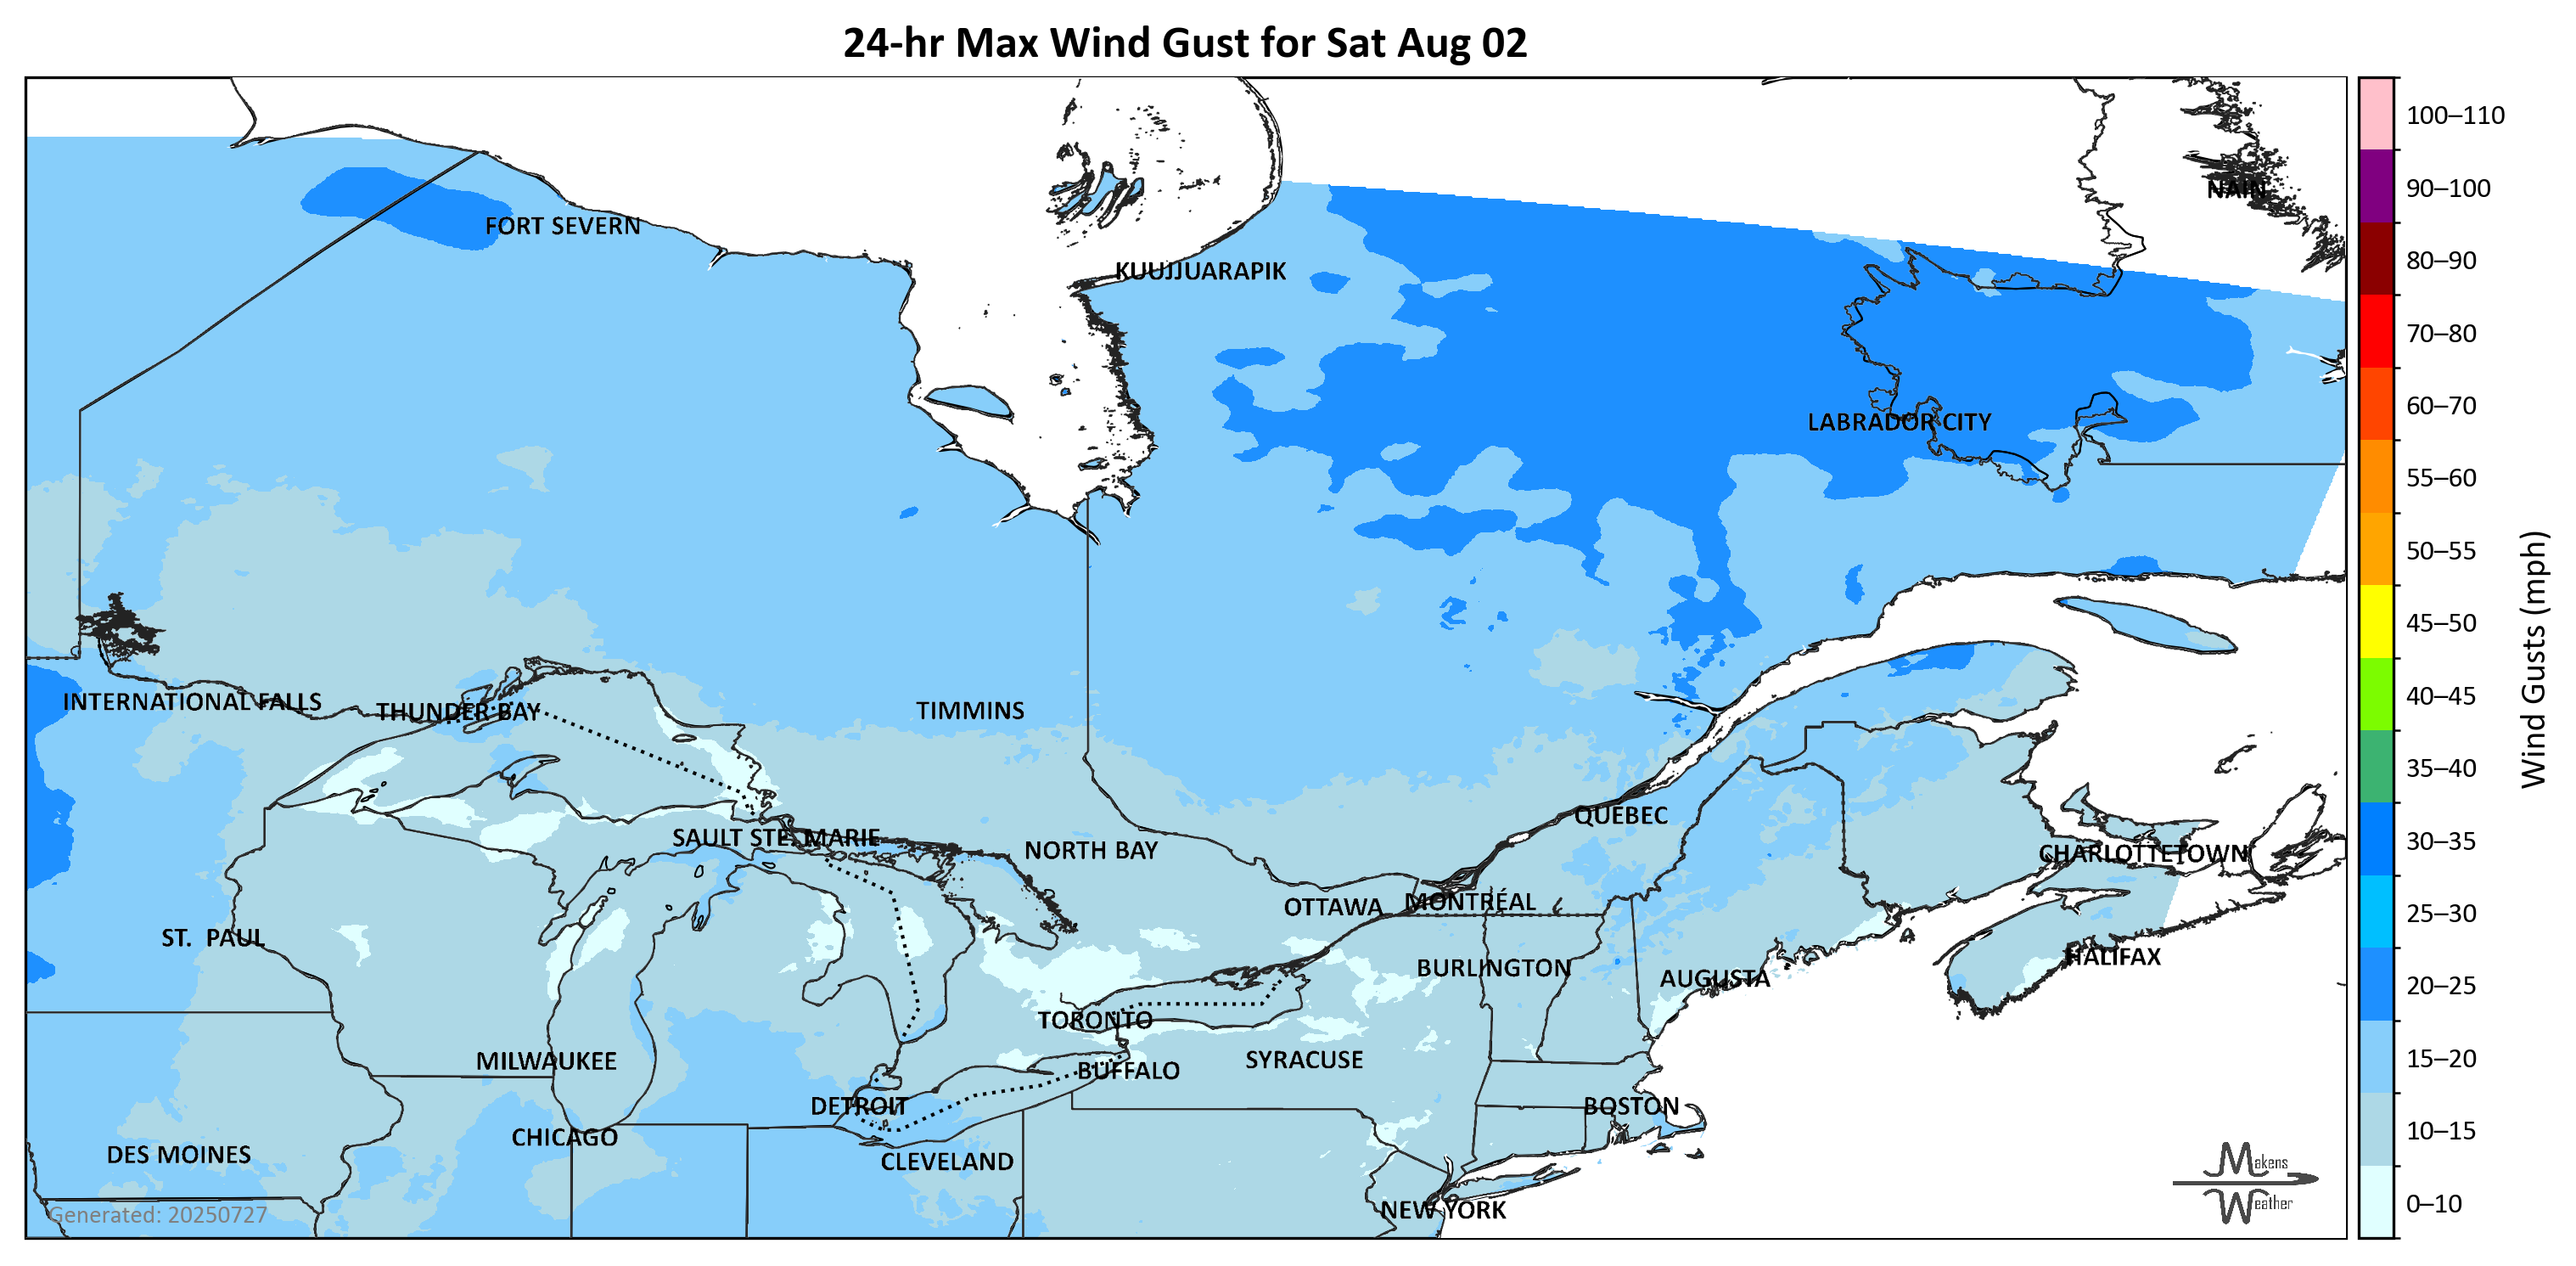 24-hr Max Wind Gust for Sat Aug 02
100–110
90–100
NAIN
FORT SEVERN
80–90
KUUJJUARAPIK
70–80
60–70
LABRADOR CITY
55–60
50–55
45–50
Wind Gusts (mph)
40–45
INTERNATIONAL FALLS
THUNDER BAY
TIMMINS
35–40
QUEBEC
30–35
SAULT STE. MARIE
NORTH BAY
CHARLOTTETOWN
OTTAWA
MONTRÉAL
25–30
ST. PAUL
HALIFAX
BURLINGTON
AUGUSTA
20–25
TORONTO
MILWAUKEE
SYRACUSE
15–20
BUFFALO
DETROIT
BOSTON
10–15
CHICAGO
DES MOINES
CLEVELAND
Makens
Weather
0–10
NEW YORK
Generated: 20250727